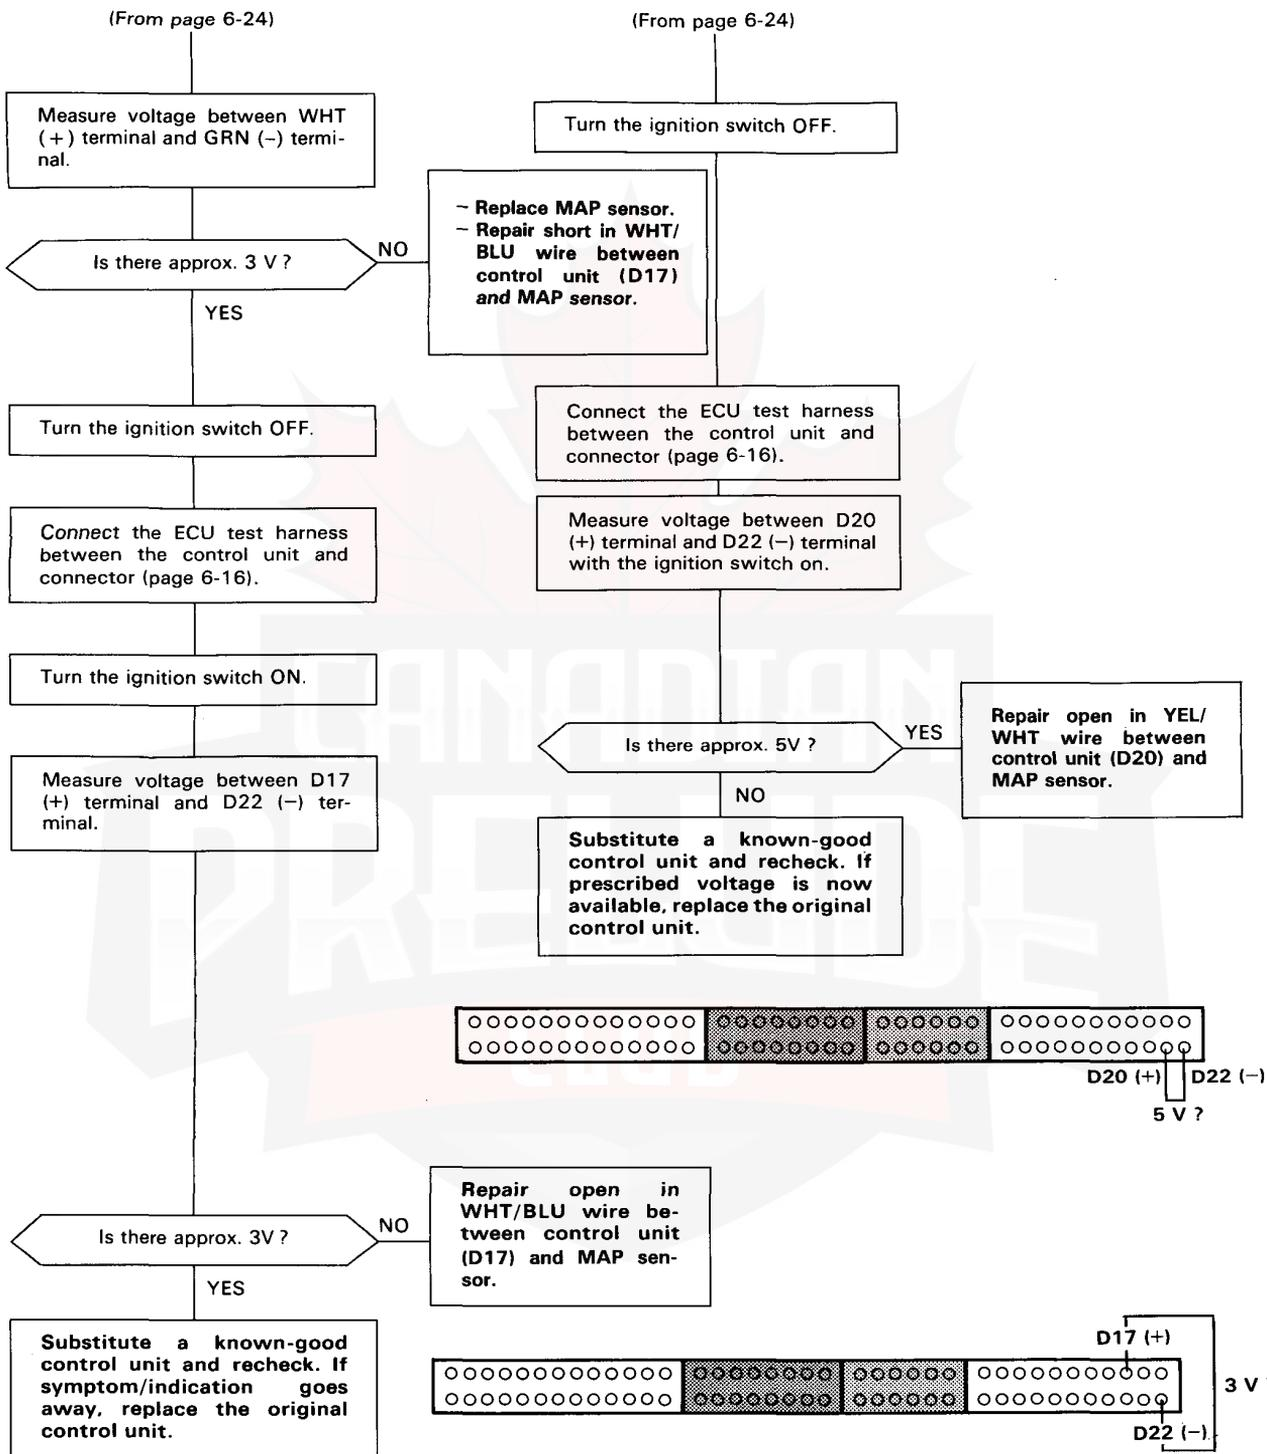 (From page 6-24)
Measure voltage between WHT
(+) terminal and GRN (−) termi-
nal.
Is there approx. 3 V ?
NO
– Replace MAP sensor.
– Repair short in WHT/
BLU wire between
control unit (D17)
and MAP sensor.
YES
Turn the ignition switch OFF.
Connect the ECU test harness
between the control unit and
connector (page 6-16).
Turn the ignition switch ON.
Measure voltage between D17
(+) terminal and D22 (−) ter-
minal.
Is there approx. 3V ?
NO
Repair open in
WHT/BLU wire be-
tween control unit
(D17) and MAP sen-
sor.
YES
Substitute a known-good
control unit and recheck. If
symptom/indication goes
away, replace the original
control unit.
(From page 6-24)
Turn the ignition switch OFF.
Connect the ECU test harness
between the control unit and
connector (page 6-16).
Measure voltage between D20
(+) terminal and D22 (−) terminal
with the ignition switch on.
Is there approx. 5V ?
YES
Repair open in YEL/
WHT wire between
control unit (D20) and
MAP sensor.
NO
Substitute a known-good
control unit and recheck. If
prescribed voltage is now
available, replace the original
control unit.
D20 (+) D22 (−)
5 V ?
D17 (+)
3 V
D22 (−)
CANADIAN
PRELUDE
CLUB